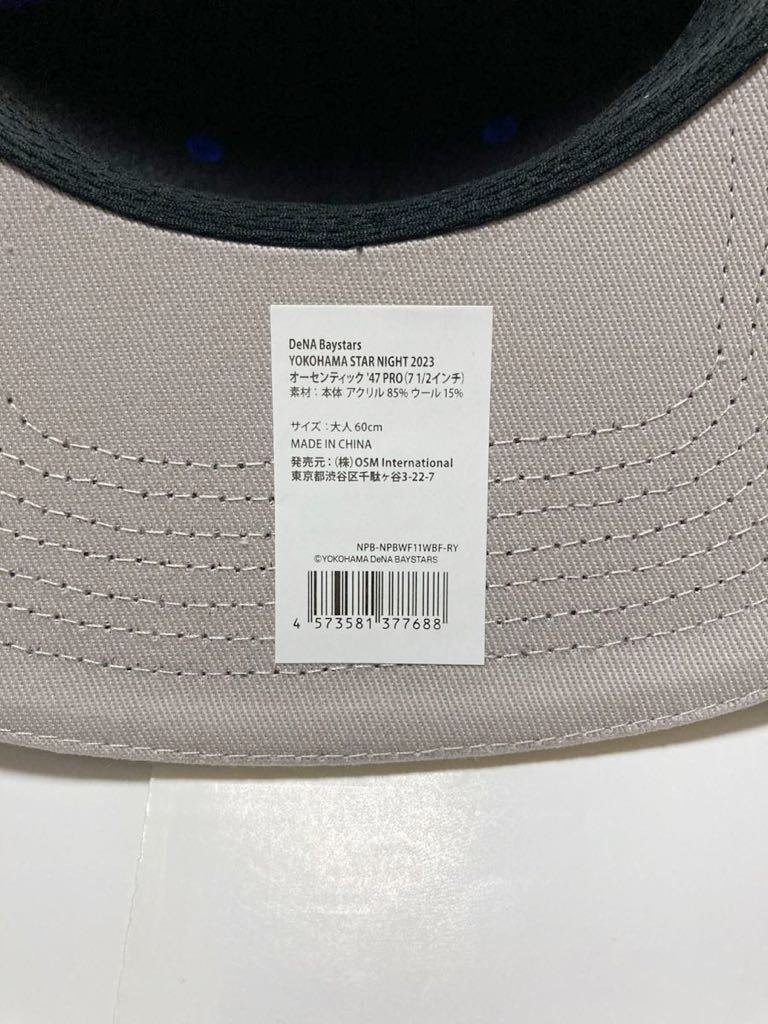 DeNA Baystars
YOKOHAMA STAR NIGHT 2023
オーセンティック '47 PRO (7 1/2インチ)
素材：本体 アクリル 85% ウール 15%
サイズ：大人 60cm
MADE IN CHINA
発売元：(株) OSM International
東京都渋谷区千駄ヶ谷3-22-7
NPB-NPBWF11WBF-RY
©YOKOHAMA DeNA BAYSTARS
4 573581 377688